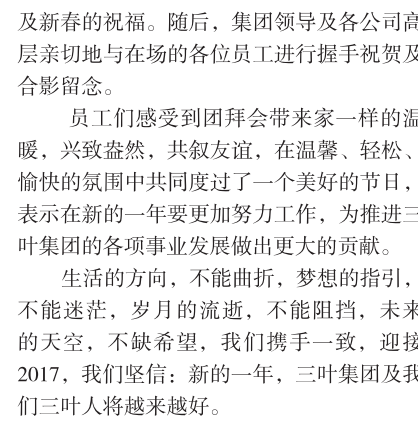 及新春的祝福。随后，集团领导及各公司高
层亲切地与在场的各位员工进行握手祝贺及
合影留念。
员工们感受到团拜会带来家一样的温
暖，兴致盎然，共叙友谊，在温馨、轻松、
愉快的氛围中共同度过了一个美好的节日，
表示在新的一年要更加努力工作，为推进三
叶集团的各项事业发展做出更大的贡献。
生活的方向，不能曲折，梦想的指引，
不能迷茫，岁月的流逝，不能阻挡，未来
的天空，不缺希望，我们携手一致，迎接
2017，我们坚信：新的一年，三叶集团及我
们三叶人将越来越好。